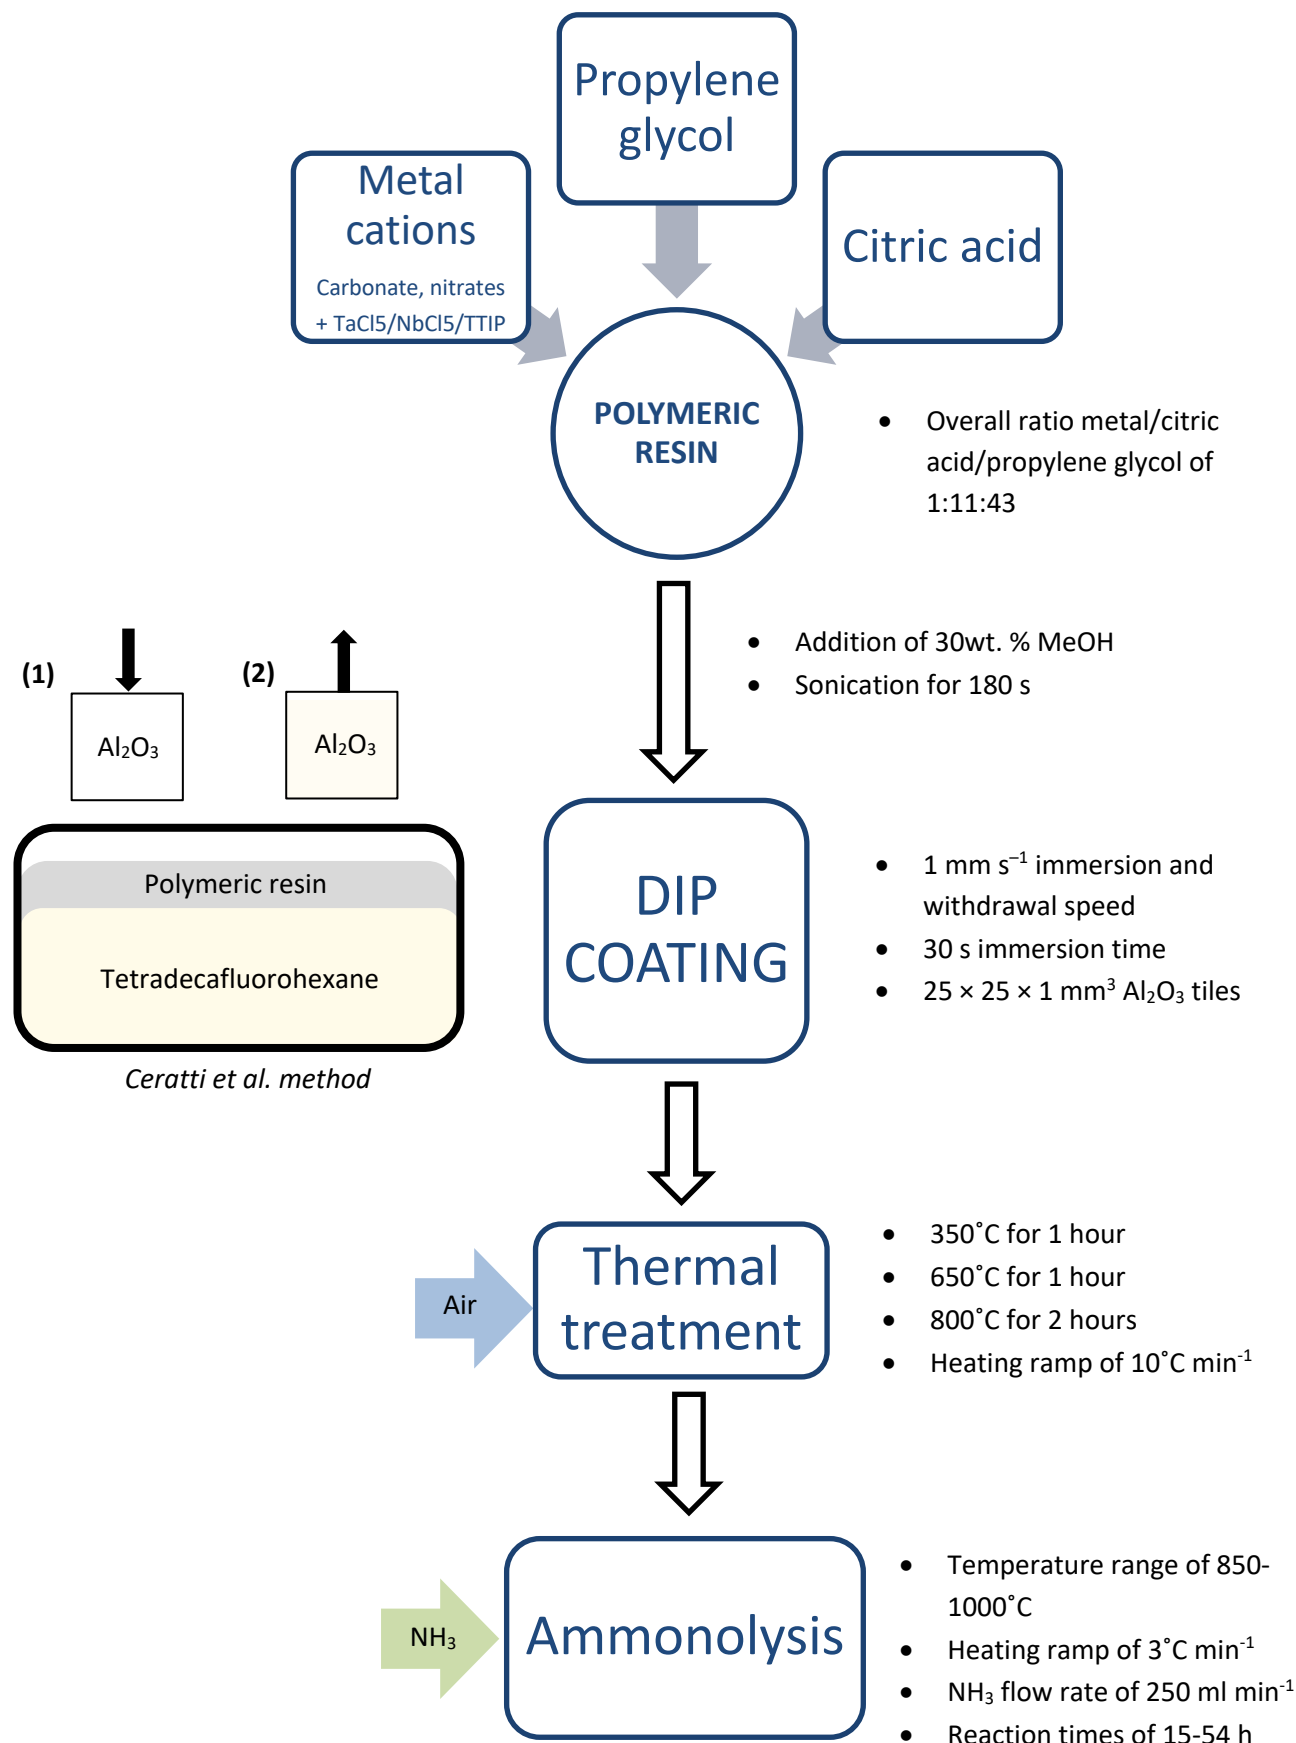 Propylene
glycol
Metal
cations
Carbonate, nitrates
+ TaCl5/NbCl5/TTIP
Citric acid
POLYMERIC
RESIN
• Overall ratio metal/citric
acid/propylene glycol of
1:11:43
• Addition of 30wt. % MeOH
• Sonication for 180 s
(1)
Al₂O₃
(2)
Al₂O₃
Polymeric resin
Tetradecafluorohexane
Ceratti et al. method
DIP
COATING
• 1 mm s⁻¹ immersion and
withdrawal speed
• 30 s immersion time
• 25 × 25 × 1 mm³ Al₂O₃ tiles
Air
Thermal
treatment
• 350˚C for 1 hour
• 650˚C for 1 hour
• 800˚C for 2 hours
• Heating ramp of 10˚C min⁻¹
NH₃
Ammonolysis
• Temperature range of 850-
1000˚C
• Heating ramp of 3˚C min⁻¹
• NH₃ flow rate of 250 ml min⁻¹
• Reaction times of 15-54 h